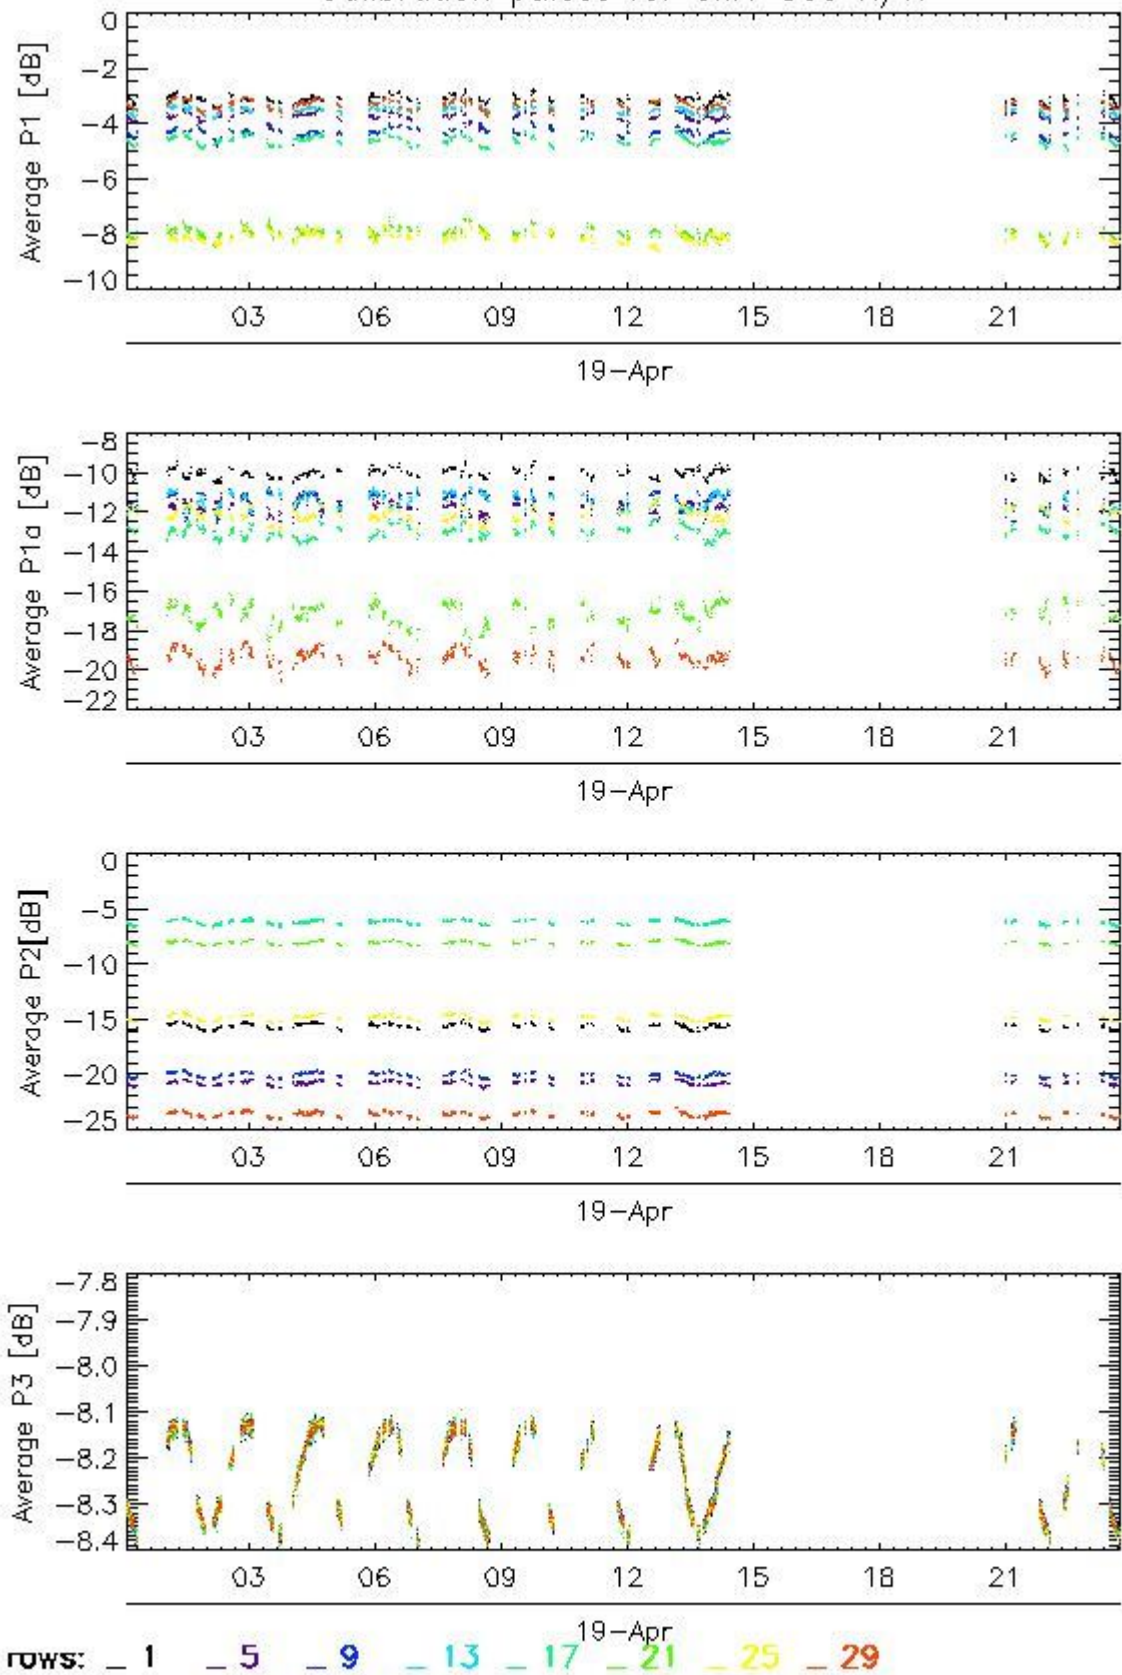 0
−2
−4
−6
−8
−10
Average P1 [dB]
03 06 09 12 15 18 21
19−Apr
−8
−10
−12
−14
−16
−18
−20
−22
Average P1a [dB]
03 06 09 12 15 18 21
19−Apr
0
−5
−10
−15
−20
−25
Average P2[dB]
03 06 09 12 15 18 21
19−Apr
−7.8
−7.9
−8.0
−8.1
−8.2
−8.3
−8.4
Average P3 [dB]
03 06 09 12 15 18 21
19−Apr
rows: _ 1 _ 5 _ 9 _ 13 _ 17 _ 21 _ 25 _ 29